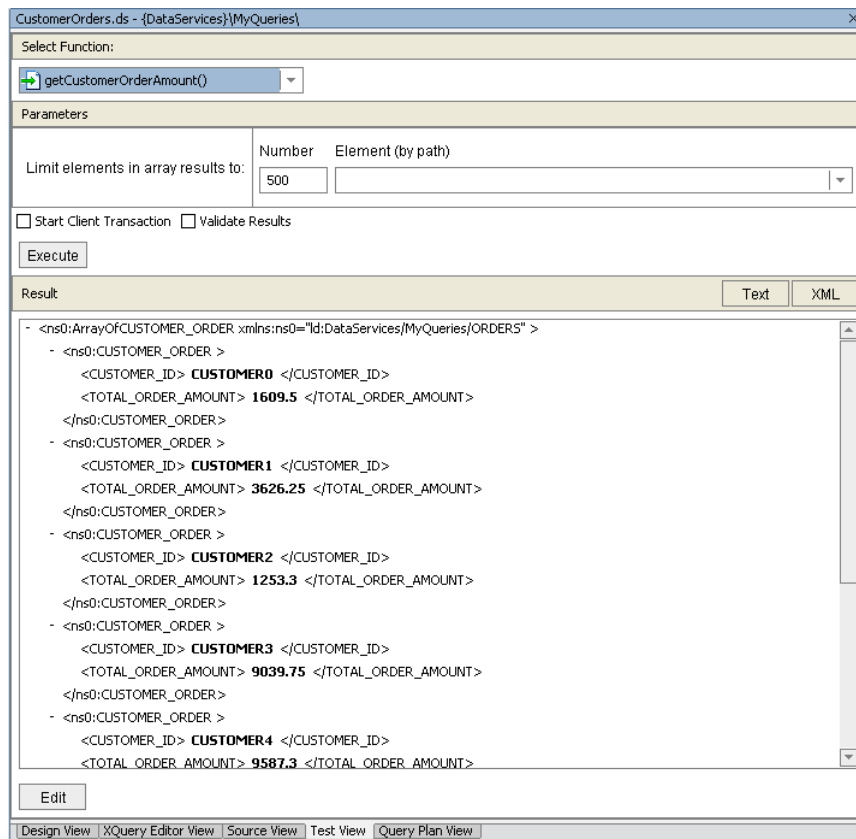 CustomerOrders.ds - {DataServices}\MyQueries\
Select Function:
getCustomerOrderAmount()
Parameters
Number Element (by path)
Limit elements in array results to:
500
Start Client Transaction Validate Results
Execute
Result Text XML
- <ns0:ArrayOfCUSTOMER_ORDER xmlns:ns0="ld:DataServices/MyQueries/ORDERS" >
- <ns0:CUSTOMER_ORDER >
<CUSTOMER_ID> CUSTOMER0 </CUSTOMER_ID>
<TOTAL_ORDER_AMOUNT> 1609.5 </TOTAL_ORDER_AMOUNT>
</ns0:CUSTOMER_ORDER>
- <ns0:CUSTOMER_ORDER >
<CUSTOMER_ID> CUSTOMER1 </CUSTOMER_ID>
<TOTAL_ORDER_AMOUNT> 3626.25 </TOTAL_ORDER_AMOUNT>
</ns0:CUSTOMER_ORDER>
- <ns0:CUSTOMER_ORDER >
<CUSTOMER_ID> CUSTOMER2 </CUSTOMER_ID>
<TOTAL_ORDER_AMOUNT> 1253.3 </TOTAL_ORDER_AMOUNT>
</ns0:CUSTOMER_ORDER>
- <ns0:CUSTOMER_ORDER >
<CUSTOMER_ID> CUSTOMER3 </CUSTOMER_ID>
<TOTAL_ORDER_AMOUNT> 9039.75 </TOTAL_ORDER_AMOUNT>
</ns0:CUSTOMER_ORDER>
- <ns0:CUSTOMER_ORDER >
<CUSTOMER_ID> CUSTOMER4 </CUSTOMER_ID>
<TOTAL_ORDER_AMOUNT> 9587.3 </TOTAL_ORDER_AMOUNT>
Edit
Design View XQuery Editor View Source View Test View Query Plan View